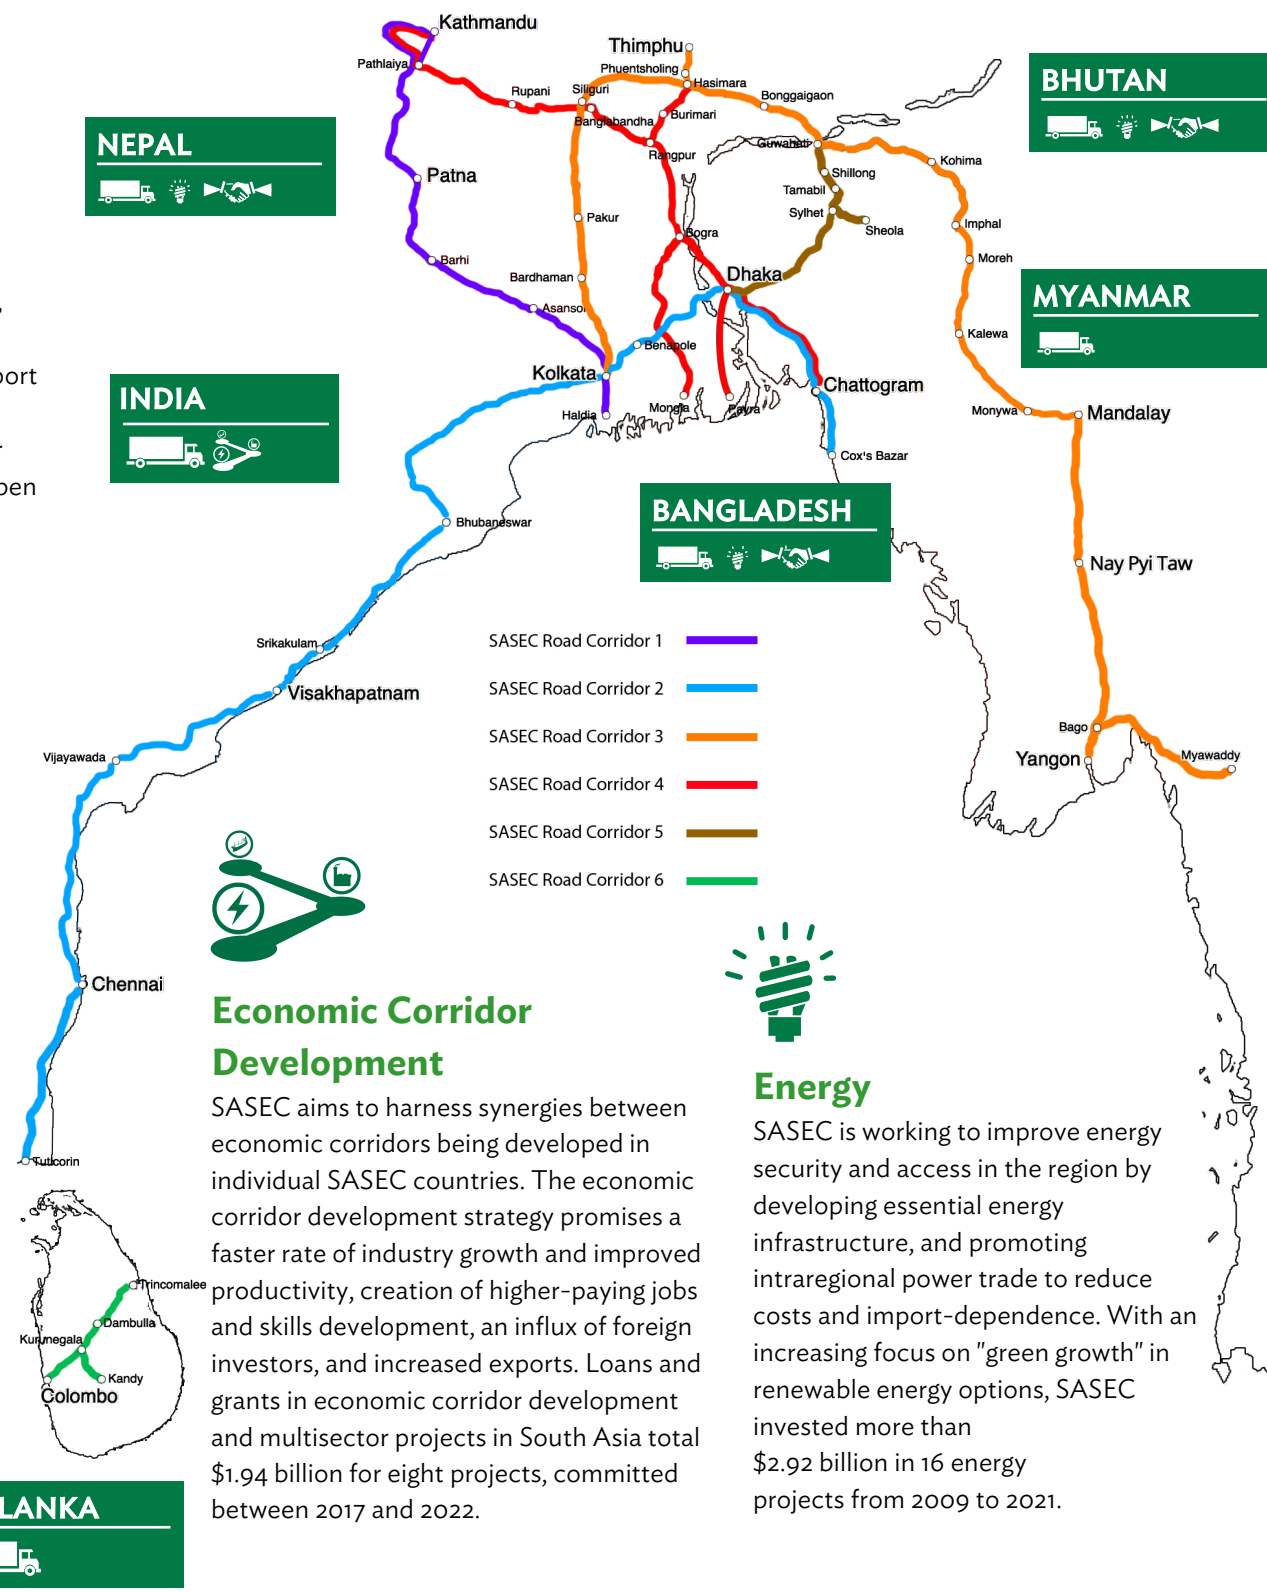 Kathmandu
Thimphu
Pathlaiya
Phuentsholing
Hasimara
BHUTAN
Rupani
Siliguri
Bonggaigaon
Banglabandha
Burimari
NEPAL
Rangpur
Guwahati
Kohima
Patna
Shillong
Tamabil
Sylhet
Sheola
Pakur
Imphal
Bogra
Barhi
Moreh
Bardhaman
Dhaka
MYANMAR
Asansol
Kalewa
Benapole
port
Kolkata
Chattogram
INDIA
Haldia
Mongla
Payra
Monywa
Mandalay
Cox's Bazar
pen
BANGLADESH
Bhubaneswar
Nay Pyi Taw
Srikakulam
SASEC Road Corridor 1
Visakhapatnam
SASEC Road Corridor 2
Bago
SASEC Road Corridor 3
Vijayawada
Yangon
Myawaddy
SASEC Road Corridor 4
SASEC Road Corridor 5
SASEC Road Corridor 6
Chennai
Tuticorin
Trincomalee
Dambulla
Kurunegala
Kandy
Colombo
LANKA
Economic Corridor
Development
SASEC aims to harness synergies between
economic corridors being developed in
individual SASEC countries. The economic
corridor development strategy promises a
faster rate of industry growth and improved
productivity, creation of higher-paying jobs
and skills development, an influx of foreign
investors, and increased exports. Loans and
grants in economic corridor development
and multisector projects in South Asia total
$1.94 billion for eight projects, committed
between 2017 and 2022.
Energy
SASEC is working to improve energy
security and access in the region by
developing essential energy
infrastructure, and promoting
intraregional power trade to reduce
costs and import-dependence. With an
increasing focus on "green growth" in
renewable energy options, SASEC
invested more than
$2.92 billion in 16 energy
projects from 2009 to 2021.